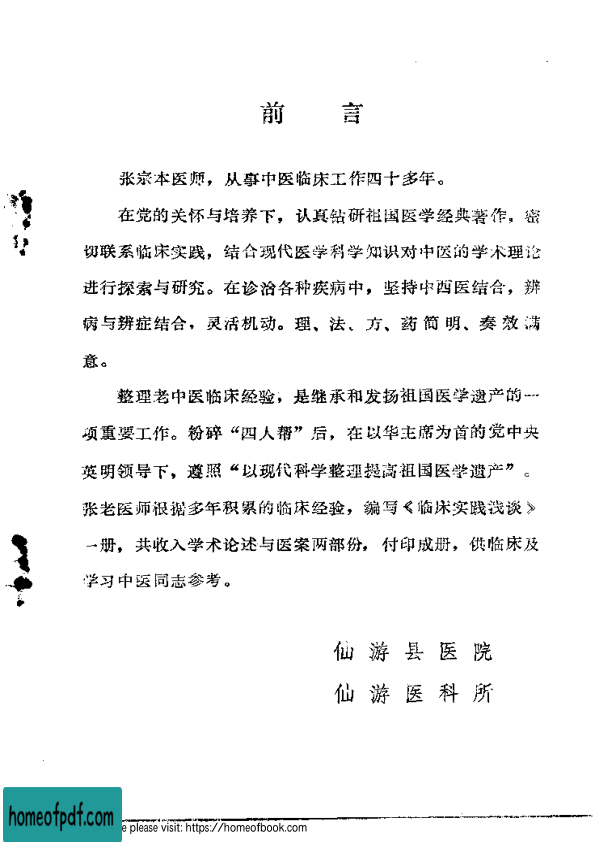 前 言
张宗本医师，从事中医临床工作四十多年。
在党的关怀与培养下，认真钻研祖国医学经典著作，密
切联系临床实践，结合现代医学科学知识对中医的学术理论
进行探索与研究。在诊治各种疾病中，坚持中西医结合，辨
病与辨症结合，灵活机动。理、法、方、药简明、奏效满
意。
整理老中医临床经验，是继承和发扬祖国医学遗产的一
项重要工作。粉碎“四人帮”后，在以华主席为首的党中央
英明领导下，遵照“以现代科学整理提高祖国医学遗产”。
张老医师根据多年积累的临床经验，编写《临床实践浅谈》
一册，共收入学术论述与医案两部份，付印成册，供临床及
学习中医同志参考。
仙游县医院
仙游医科所
homeofpdf.com
please visit: https://homeofbook.com